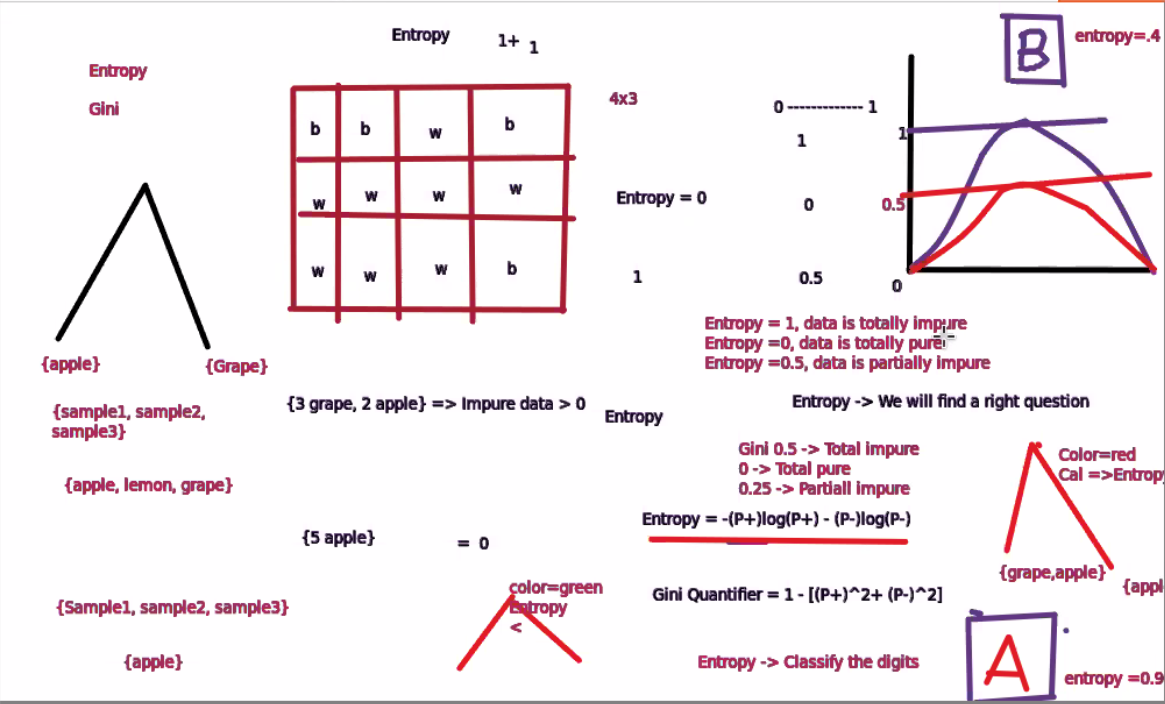 Entropy
1+ 1
B
entropy=.4
Entropy
Gini
4x3
0 ------------- 1
b b w b
1
1
w w w w
Entropy = 0
0
0.5
w w w b
1
0.5
0
Entropy = 1, data is totally impure
Entropy =0, data is totally pure
Entropy =0.5, data is partially impure
{apple}
{Grape}
{sample1, sample2,
sample3}
{3 grape, 2 apple} => Impure data > 0
Entropy
Entropy -> We will find a right question
Gini 0.5 -> Total impure
0 -> Total pure
0.25 -> Partiall impure
Color=red
Cal =>Entropy
{apple, lemon, grape}
Entropy = -(P+)log(P+) - (P-)log(P-)
{5 apple}
= 0
{grape,apple}
{appl
color=green
Entropy
<
Gini Quantifier = 1 - [(P+)^2+ (P-)^2]
{Sample1, sample2, sample3}
{apple}
Entropy -> Classify the digits
A
entropy =0.9